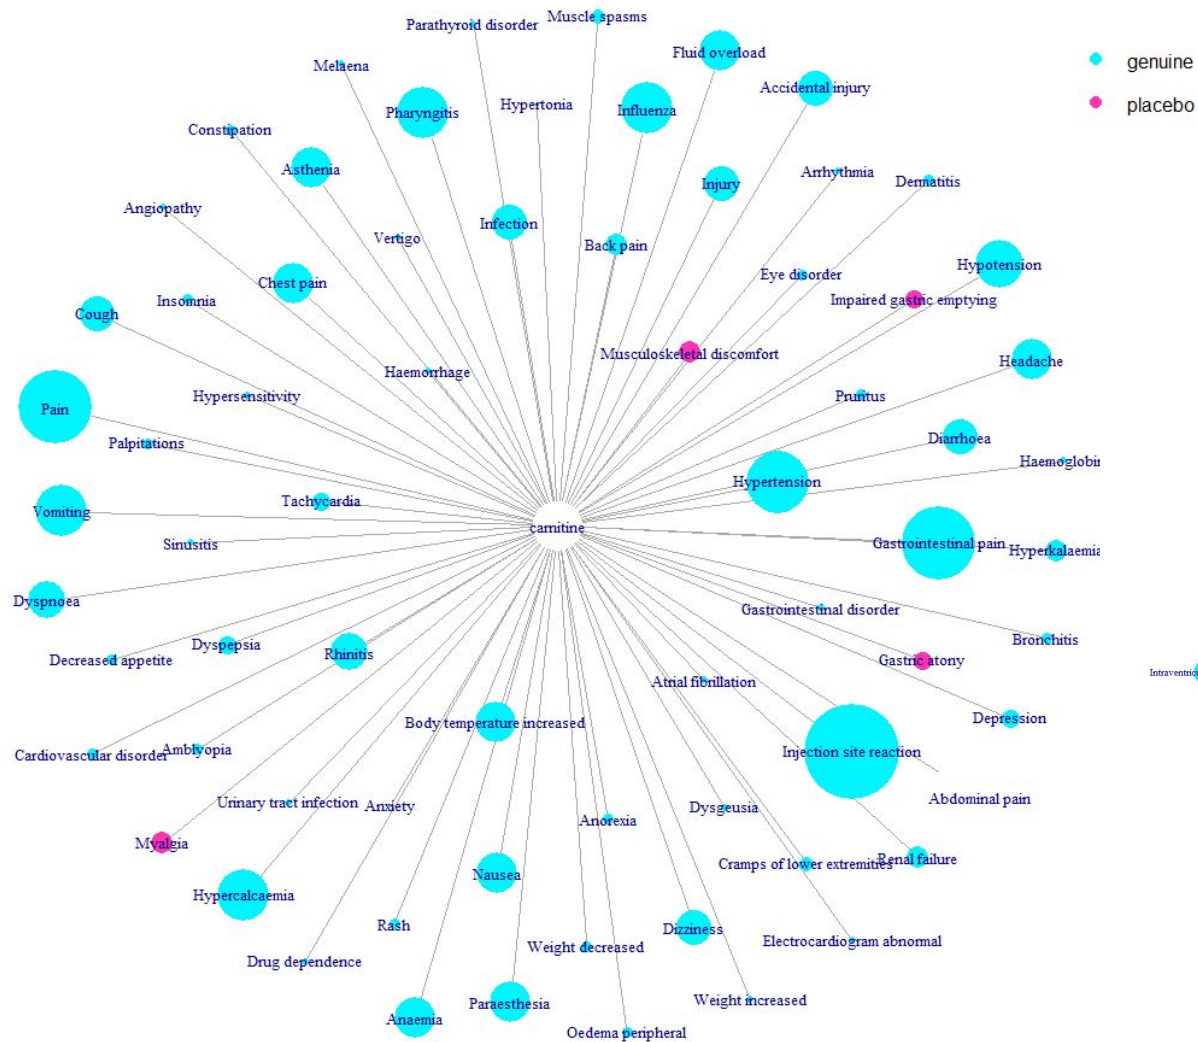 Parathyroid disorder
Muscle spasms
Fluid overload
genuine
Melaena
Accidental injury
placebo
Pharyngitis
Hypertonia
Influenza
Constipation
Asthenia
Injury
Arrhythmia
Dermatitis
Angiopathy
Vertigo
Infection
Back pain
Eye disorder
Hypotension
Chest pain
Insomnia
Impaired gastric emptying
Cough
Musculoskeletal discomfort
Headache
Haemorrhage
Hypersensitivity
Pruritus
Pain
Palpitations
Diarrhoea
Haemoglobin
Hypertension
Tachycardia
Vomiting
carnitine
Sinusitis
Gastrointestinal pain
Hyperkalaemia
Dyspnoea
Gastrointestinal disorder
Bronchitis
Decreased appetite
Dyspepsia
Rhinitis
Gastric atony
Intraventric
Atrial fibrillation
Body temperature increased
Depression
Cardiovascular disorder
Amblyopia
Injection site reaction
Urinary tract infection
Anxiety
Anorexia
Dysgeusia
Abdominal pain
Myalgia
Cramps of lower extremities
Renal failure
Hypercalcaemia
Nausea
Rash
Dizziness
Electrocardiogram abnormal
Drug dependence
Weight decreased
Anaemia
Paraesthesia
Weight increased
Oedema peripheral